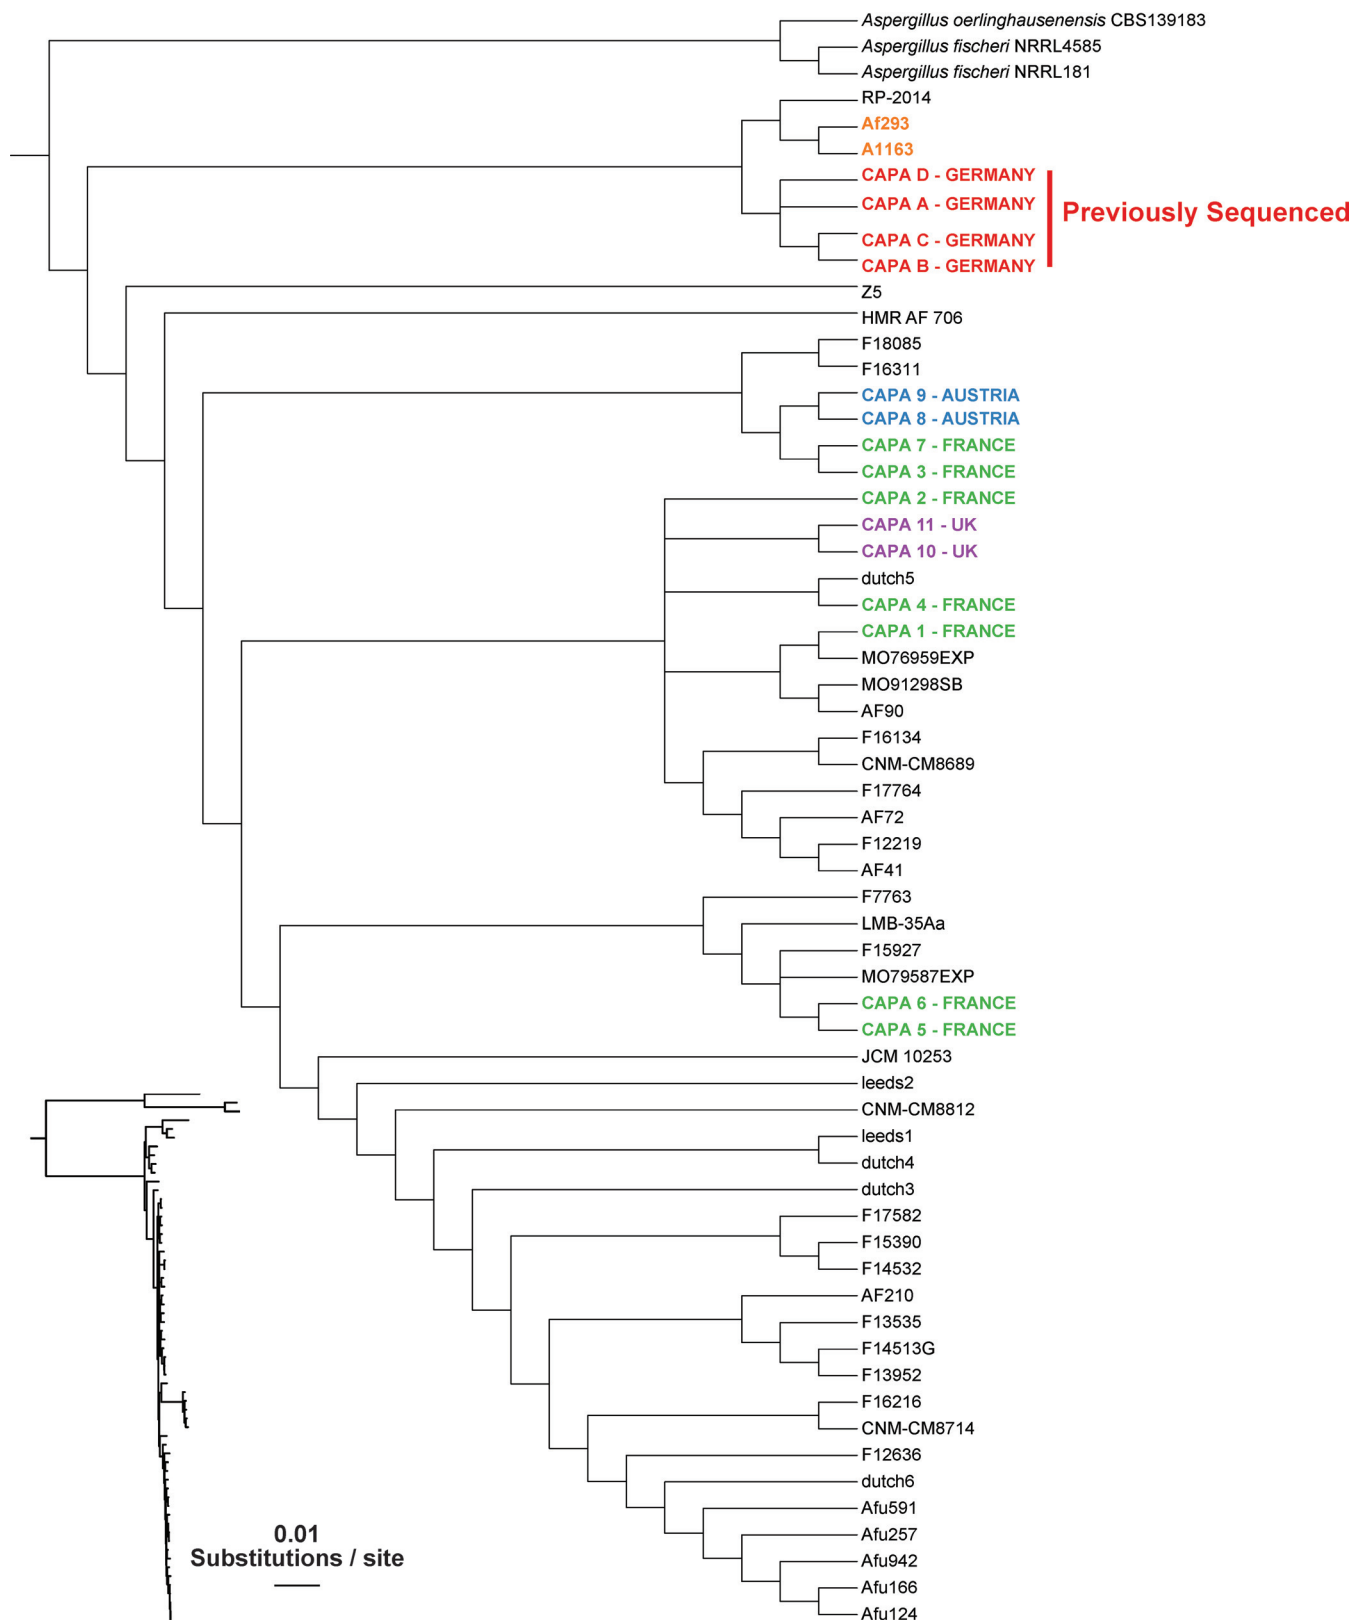 Aspergillus oerlinghausenensis CBS139183
Aspergillus fischeri NRRL4585
Aspergillus fischeri NRRL181
RP-2014
Af293
A1163
CAPA D - GERMANY
CAPA A - GERMANY
Previously Sequenced
CAPA C - GERMANY
CAPA B - GERMANY
Z5
HMR AF 706
F18085
F16311
CAPA 9 - AUSTRIA
CAPA 8 - AUSTRIA
CAPA 7 - FRANCE
CAPA 3 - FRANCE
CAPA 2 - FRANCE
CAPA 11 - UK
CAPA 10 - UK
dutch5
CAPA 4 - FRANCE
CAPA 1 - FRANCE
MO76959EXP
MO91298SB
AF90
F16134
CNM-CM8689
F17764
AF72
F12219
AF41
F7763
LMB-35Aa
F15927
MO79587EXP
CAPA 6 - FRANCE
CAPA 5 - FRANCE
JCM 10253
leeds2
CNM-CM8812
leeds1
dutch4
dutch3
F17582
F15390
F14532
AF210
F13535
F14513G
F13952
F16216
CNM-CM8714
F12636
dutch6
Afu591
Afu257
Afu942
Afu166
Afu124
0.01
Substitutions / site